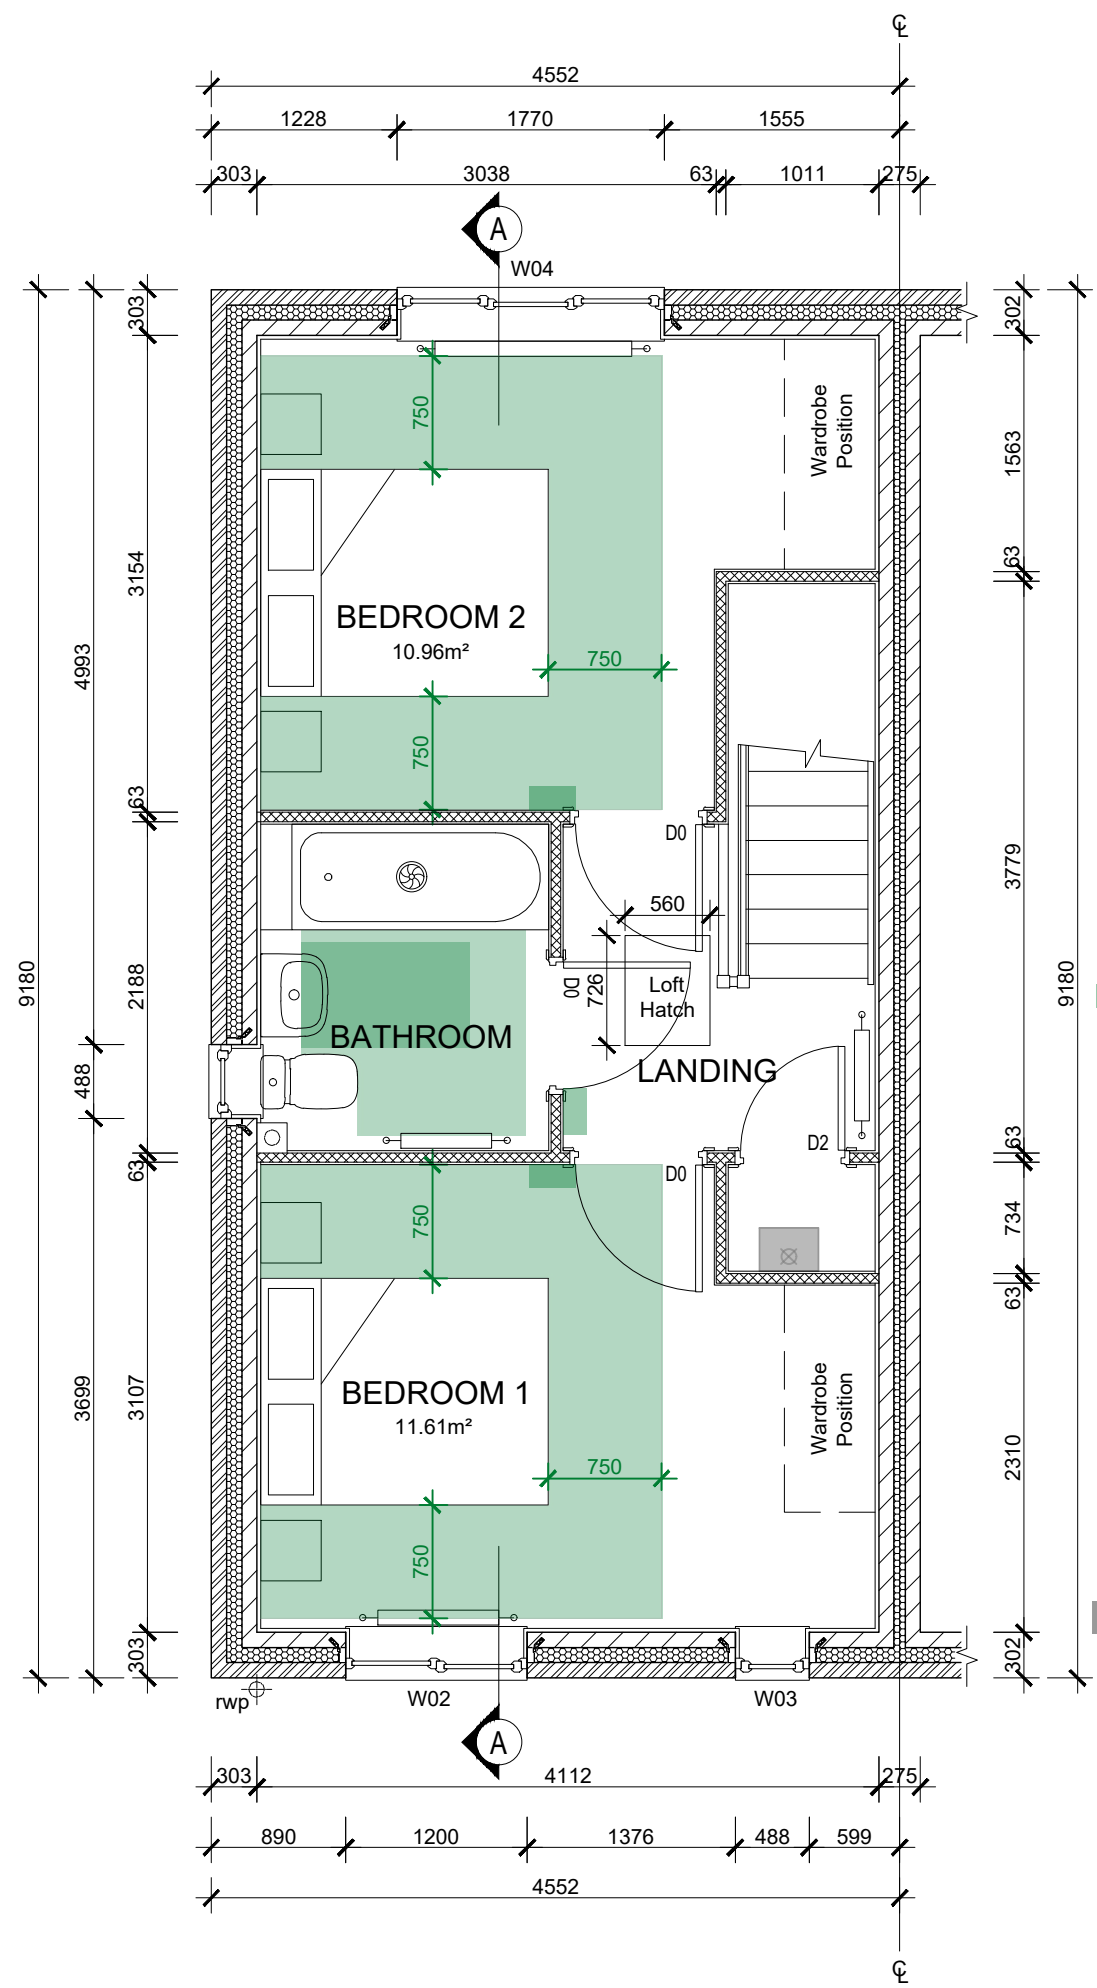 ℄
4552
1228
1770
1555
303
3038
63
1011
275
A
W04
303
302
750
Wardrobe
Position
1563
3154
63
BEDROOM 2
10.96m²
4993
750
750
63
D0
3779
560
9180
2188
D0
726
Loft
Hatch
9180
BATHROOM
LANDING
488
63
D2
63
D0
750
734
63
3699
3107
BEDROOM 1
11.61m²
Wardrobe
Position
2310
750
750
303
302
rwp
W02
W03
A
303
4112
275
890
1200
1376
488
599
4552
℄